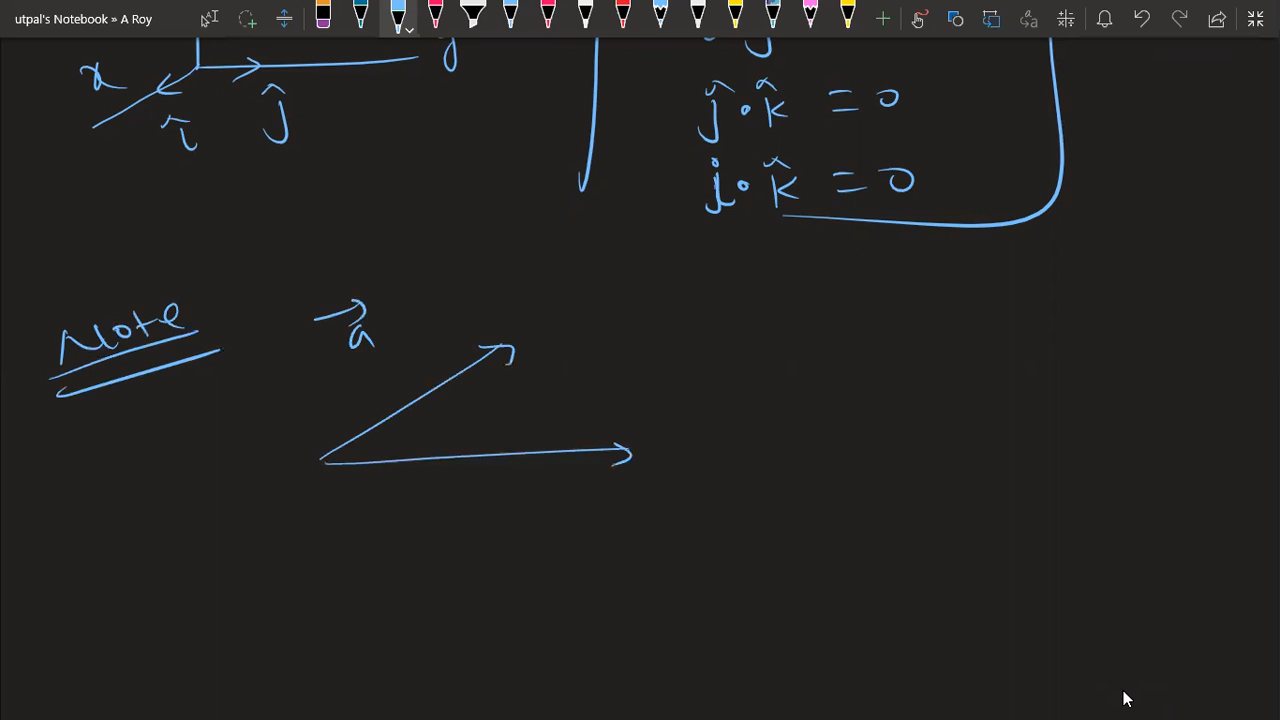 utpal's Notebook » A Roy
x
î
ĵ
y
ĵ · k̂ = 0
j · k̂ = 0
Note
a⃗